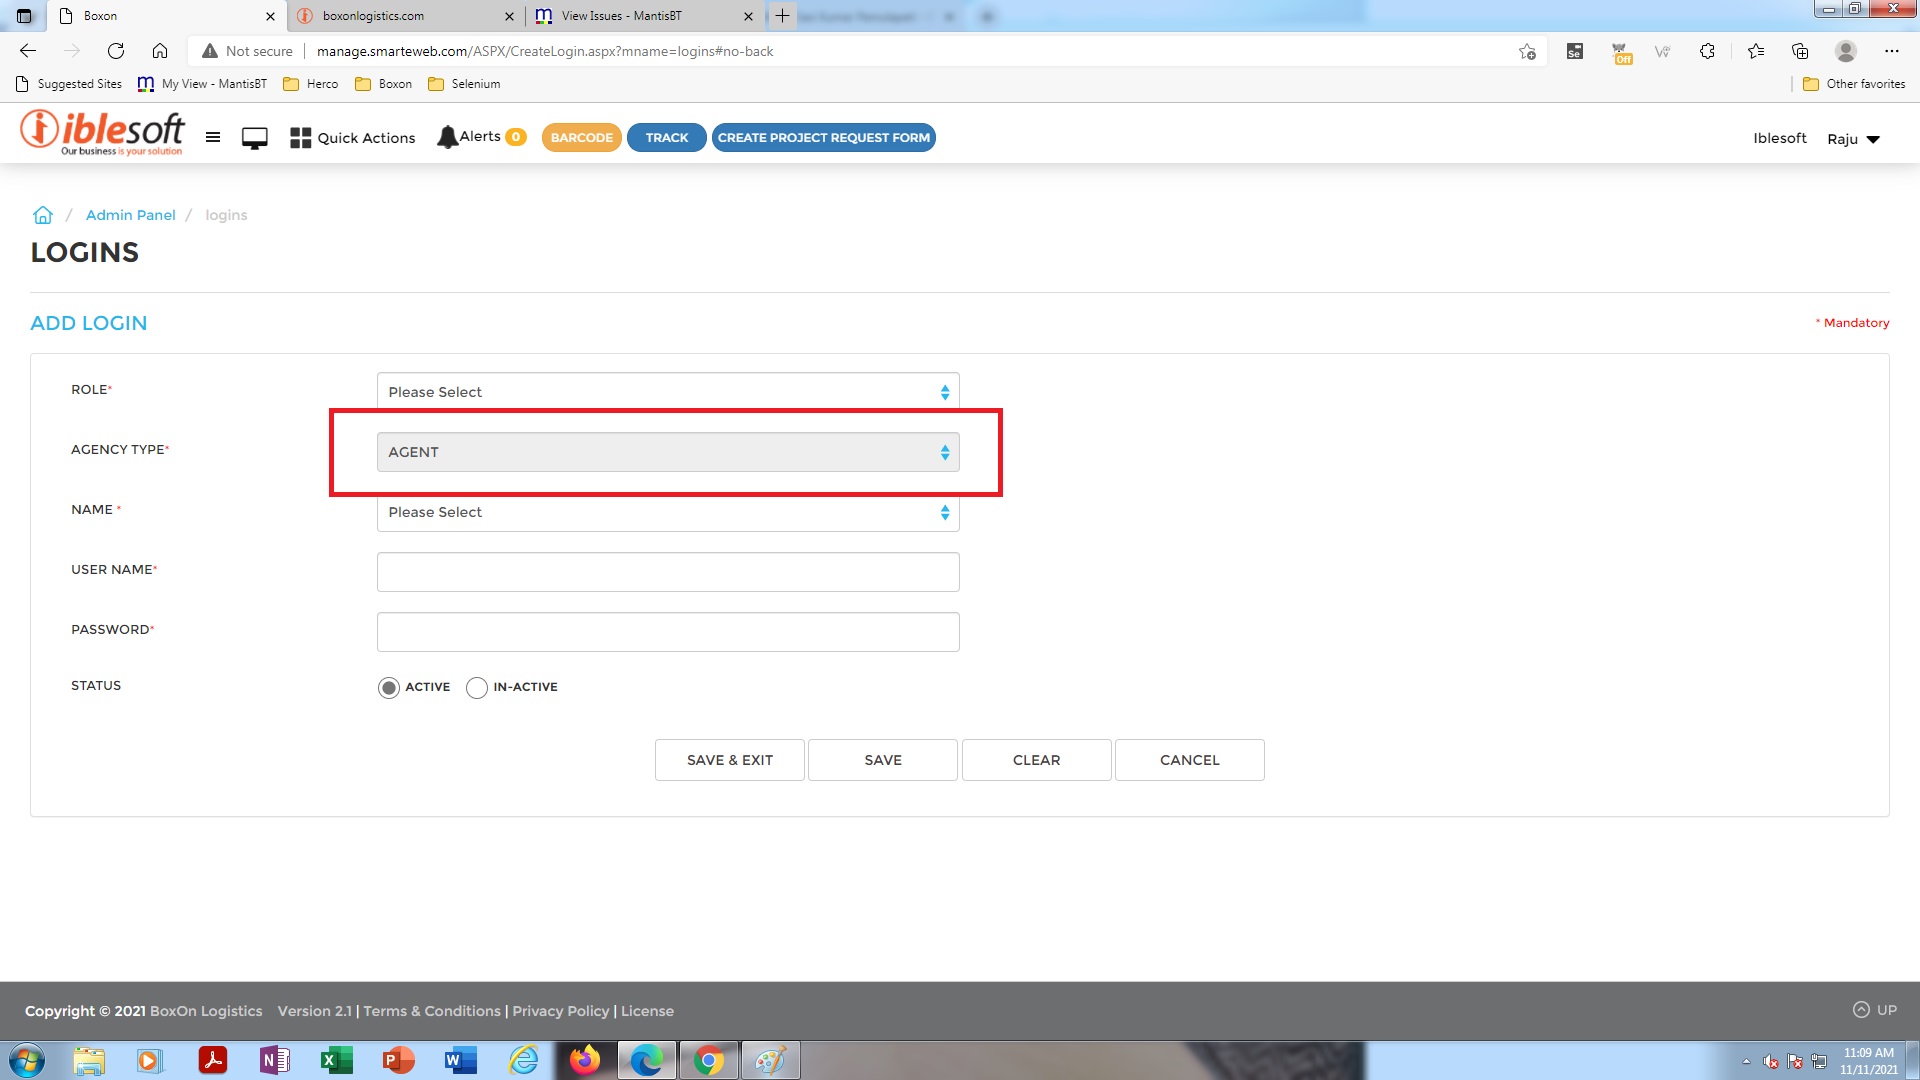 Boxon
boxonlogistics.com
View Issues - MantisBT
Not secure
manage.smarteweb.com/ASPX/CreateLogin.aspx?mname=logins#no-back
Se
Off
Suggested Sites
m My View - MantisBT
Herco
Boxon
Selenium
Other favorites
iblesoft
Our business is your solution
Quick Actions
Alerts 0
BARCODE
TRACK
CREATE PROJECT REQUEST FORM
Iblesoft
Raju
/ Admin Panel / logins
LOGINS
ADD LOGIN
* Mandatory
ROLE*
Please Select
AGENCY TYPE*
AGENT
NAME *
Please Select
USER NAME*
PASSWORD*
STATUS
ACTIVE
IN-ACTIVE
SAVE & EXIT
SAVE
CLEAR
CANCEL
Copyright © 2021 BoxOn Logistics Version 2.1 | Terms & Conditions | Privacy Policy | License
UP
11:09 AM
11/11/2021